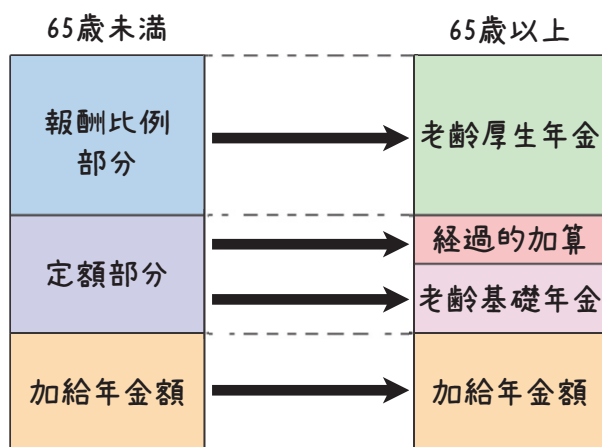 65歳未満
65歳以上
報酬比例
部分
老齢厚生年金
定額部分
経過的加算
老齢基礎年金
加給年金額
加給年金額